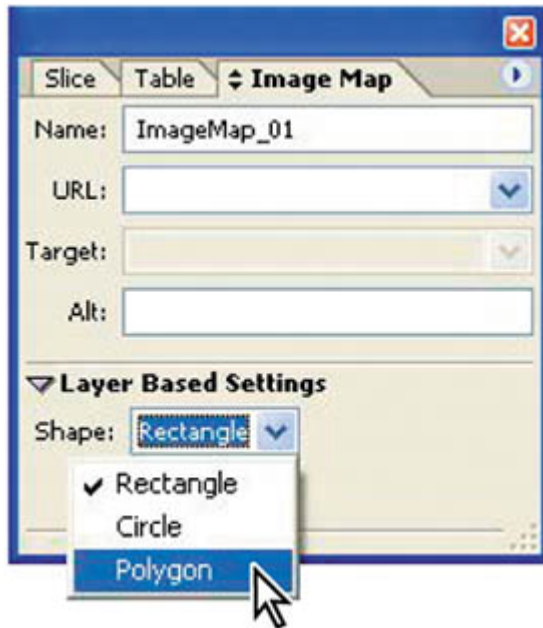 Slice Table Image Map
Name: ImageMap_01
URL:
Target:
Alt:
Layer Based Settings
Shape: Rectangle
Rectangle
Circle
Polygon